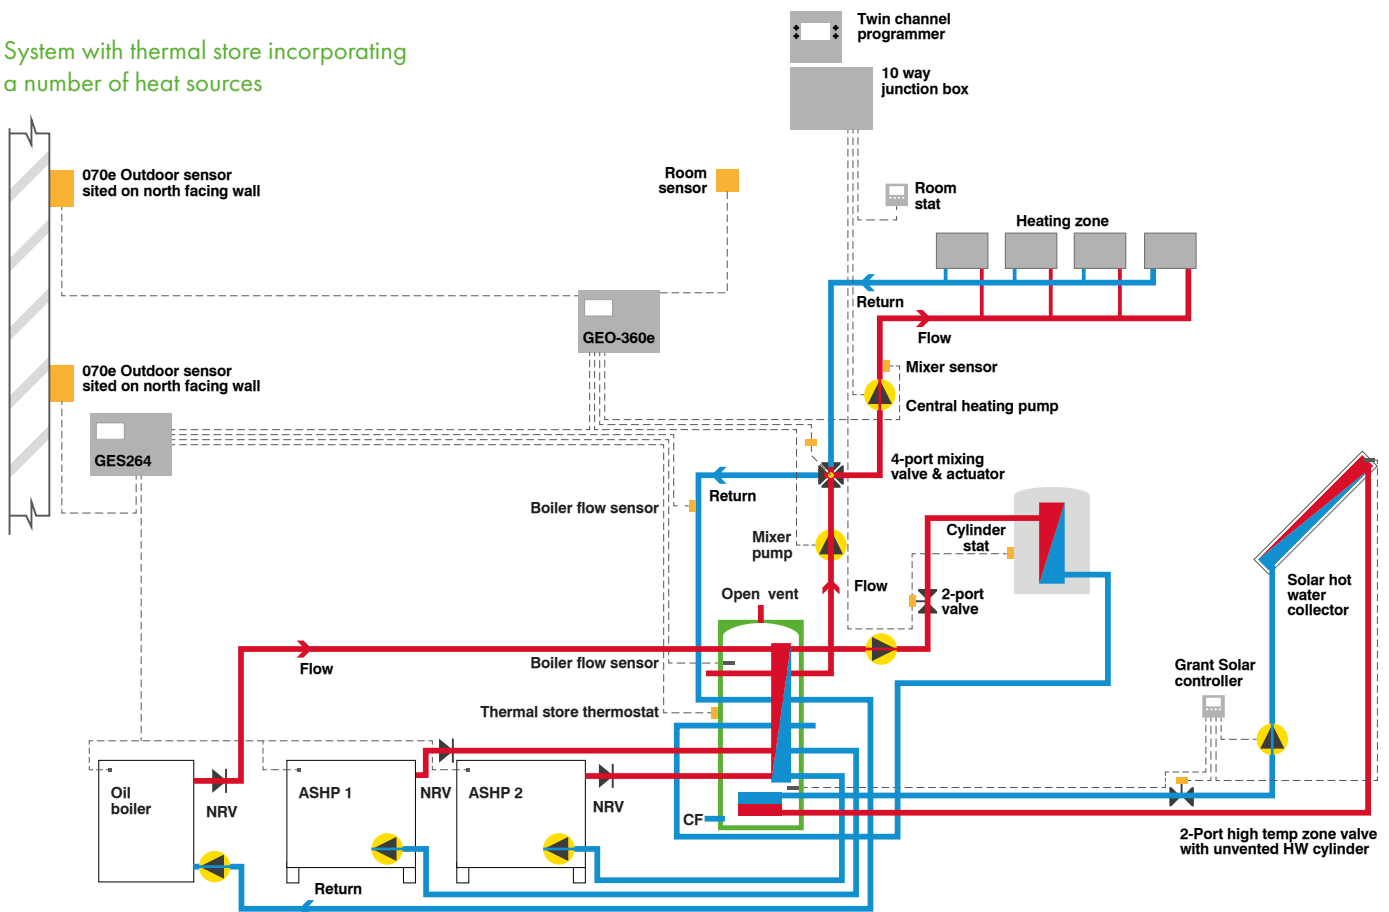 System with thermal store incorporating
a number of heat sources
Twin channel
programmer
10 way
junction box
070e Outdoor sensor
sited on north facing wall
Room
sensor
Room
stat
Heating zone
Return
Flow
GEO-360e
Mixer sensor
Central heating pump
070e Outdoor sensor
sited on north facing wall
GES264
4-port mixing
valve & actuator
Return
Boiler flow sensor
Mixer
pump
Cylinder
stat
Flow
Open vent
2-port
valve
Solar hot
water
collector
Flow
Boiler flow sensor
Grant Solar
controller
Thermal store thermostat
Oil
boiler
NRV
ASHP 1
NRV
ASHP 2
NRV
CF
2-Port high temp zone valve
with unvented HW cylinder
Return